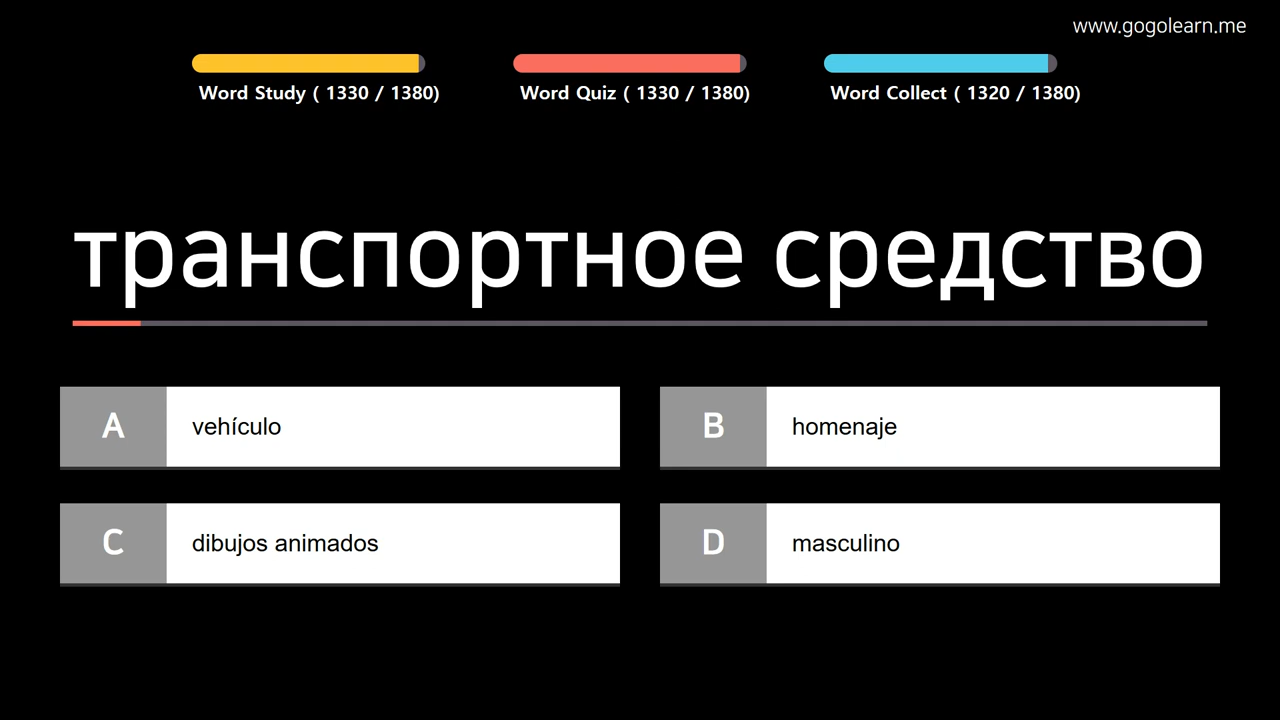 www.gogolearn.me
Word Study ( 1330 / 1380)
Word Quiz ( 1330 / 1380)
Word Collect ( 1320 / 1380)
транспортное средство
A vehículo
B homenaje
C dibujos animados
D masculino